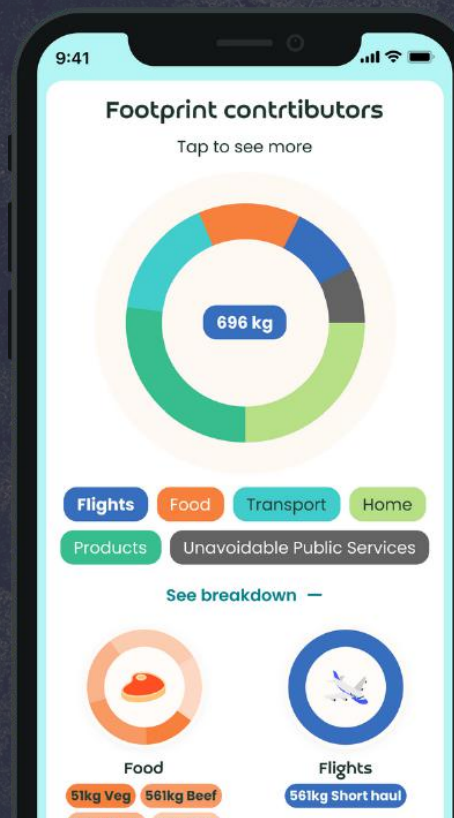 9:41
Footprint contrtibutors
Tap to see more
696 kg
Flights Food Transport Home
Products Unavoidable Public Services
See breakdown —
Food Flights
51kg Veg 561kg Beef 561kg Short haul